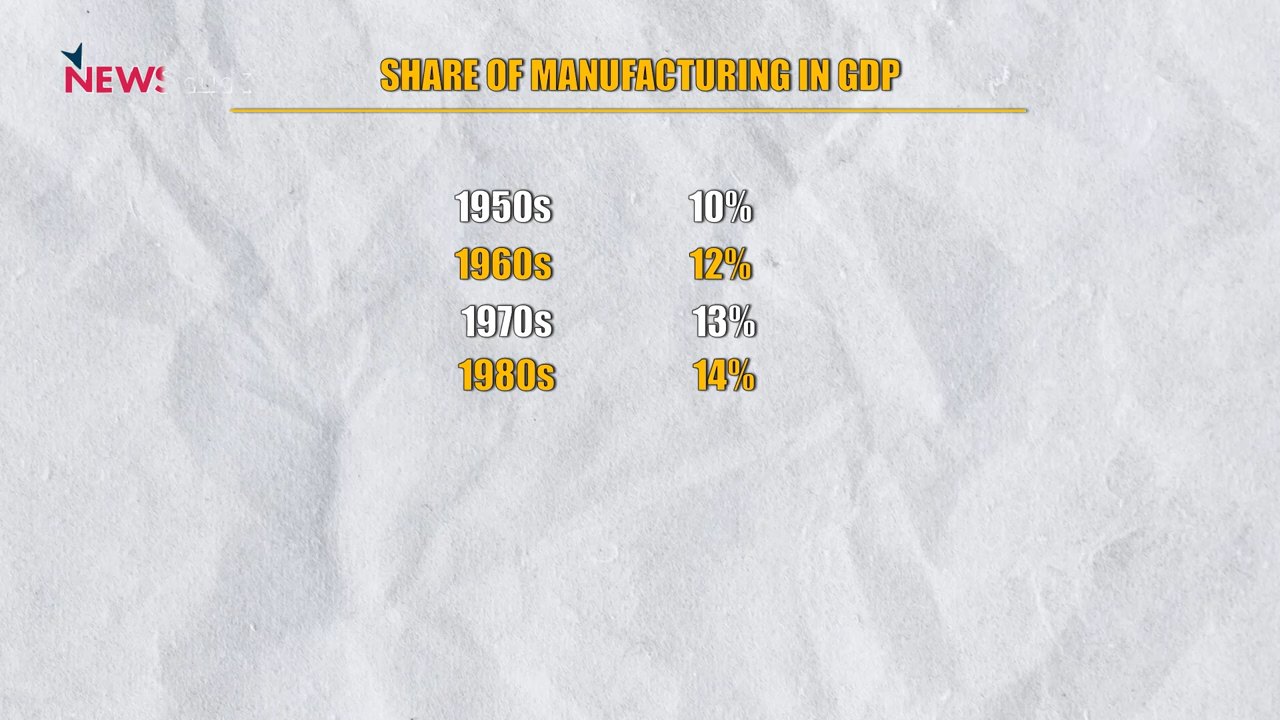 NEWS
SHARE OF MANUFACTURING IN GDP
1950s 10%
1960s 12%
1970s 13%
1980s 14%